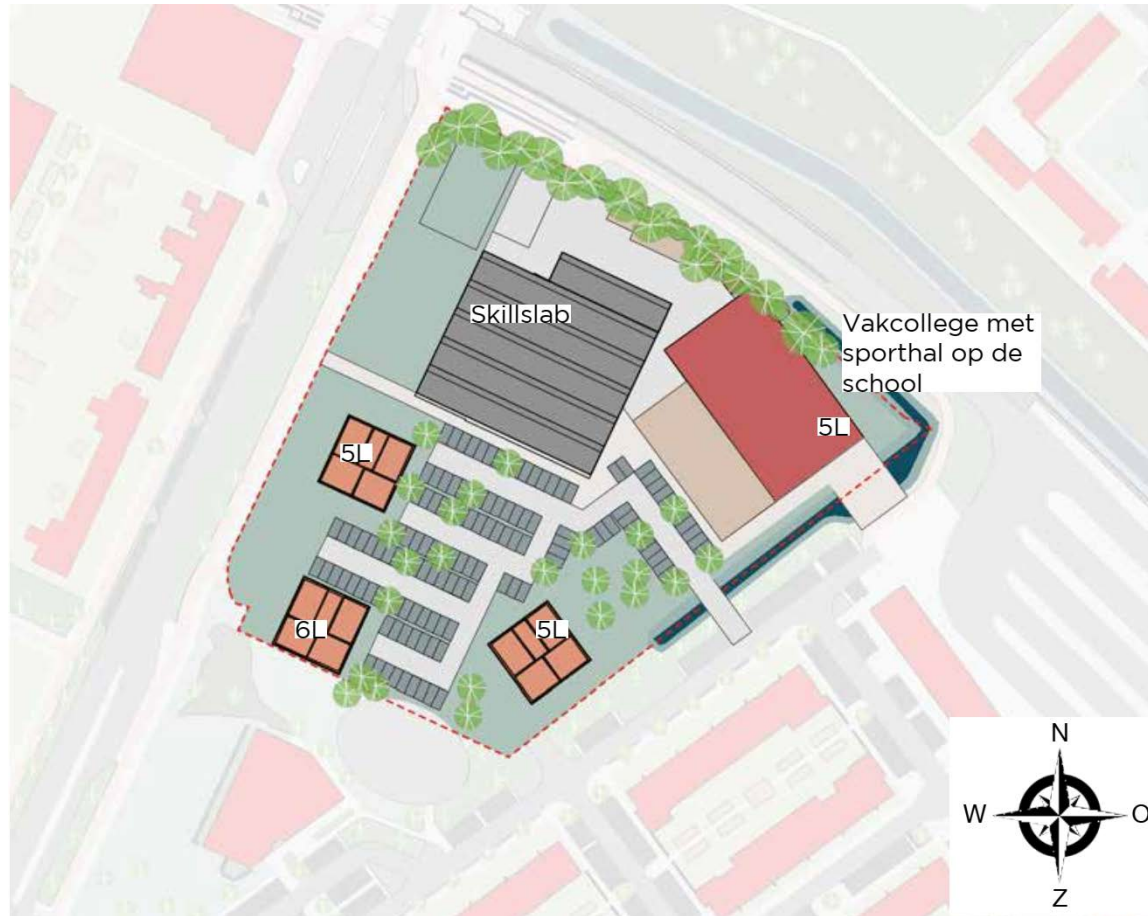 Skillslab
Vakcollege met
sporthal op de
school
5L
5L
6L
5L
N
W
O
Z